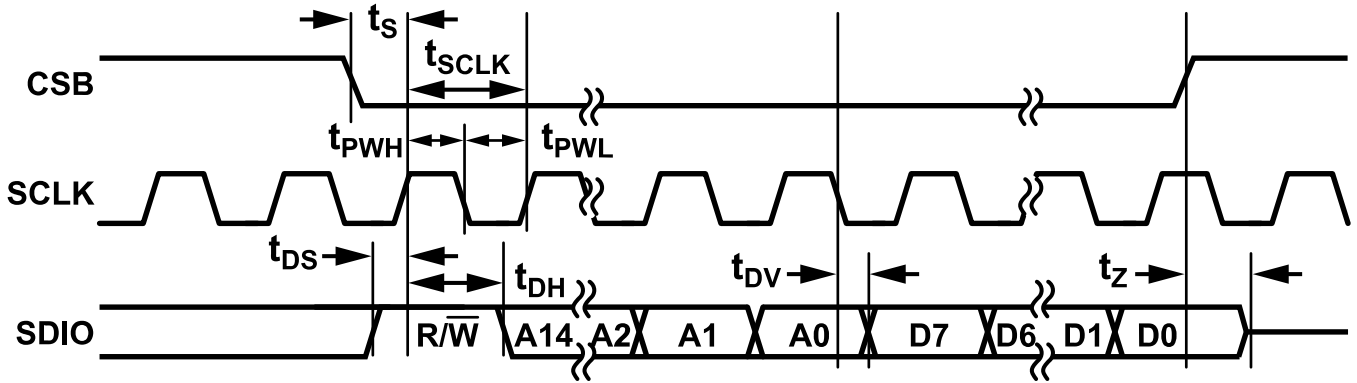 tS
CSB
tSCLK
tPWH
tPWL
SCLK
tDS
tDH
tDV
tZ
SDIO
R/W̅ A14 A2 A1 A0 D7 D6 D1 D0